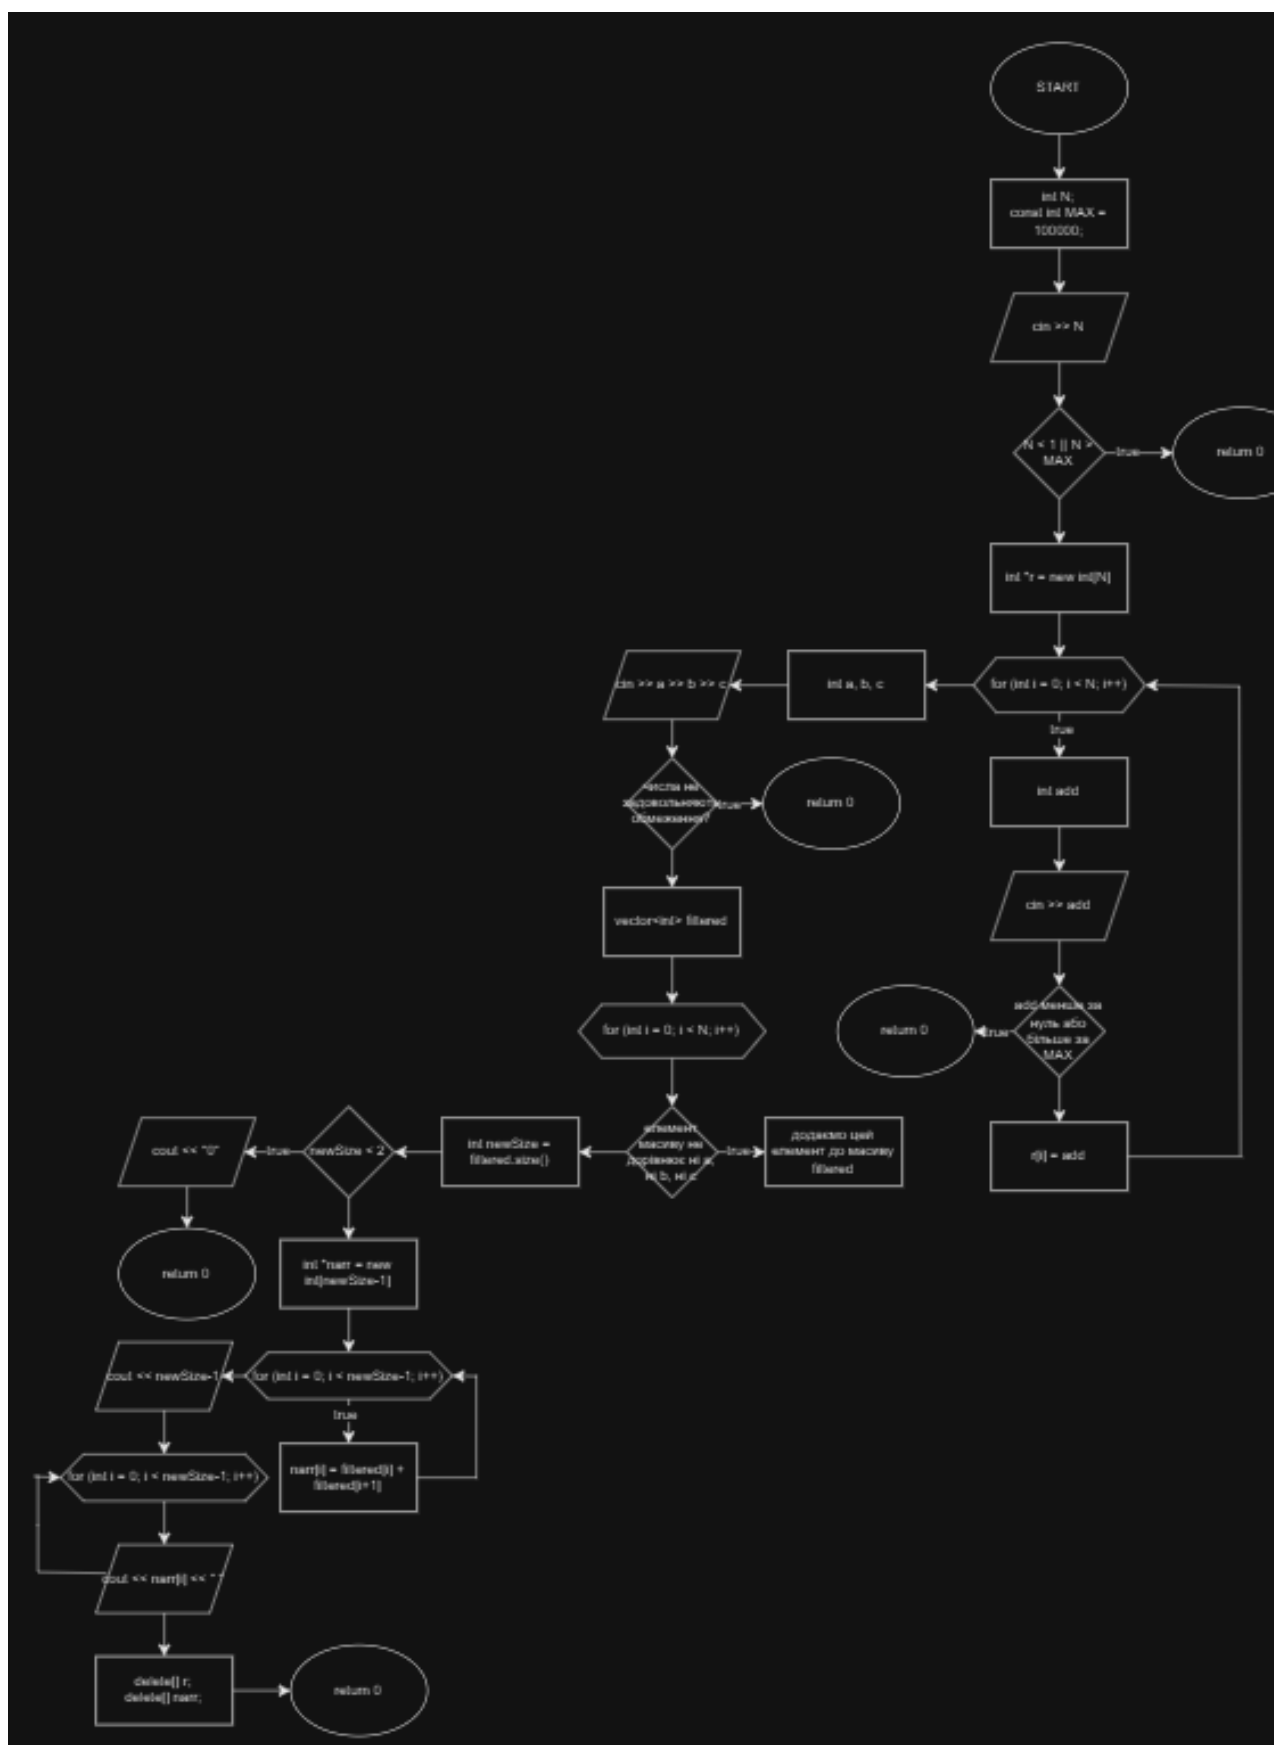 START
int N;
const int MAX =
100000;
cin >> N
N < 1 || N >
MAX
true
return 0
int *r = new int[N]
for (int i = 0; i < N; i++)
int a, b, c
cin >> a >> b >> c
true
int add
cin >> add
add менше за
нуль або
більше за
MAX
true
return 0
r[i] = add
числа не
задовольняють
обмеження?
true
return 0
vector<int> filtered
for (int i = 0; i < N; i++)
елемент
масиву не
дорівнює ні a,
ні b, ні c
true
додаємо цей
елемент до масиву
filtered
int newSize =
filtered.size()
newSize < 2
true
cout << "0"
return 0
int *narr = new
int[newSize-1]
for (int i = 0; i < newSize-1; i++)
true
narr[i] = filtered[i] +
filtered[i+1]
cout << newSize-1
for (int i = 0; i < newSize-1; i++)
cout << narr[i] << " "
delete[] r;
delete[] narr;
return 0